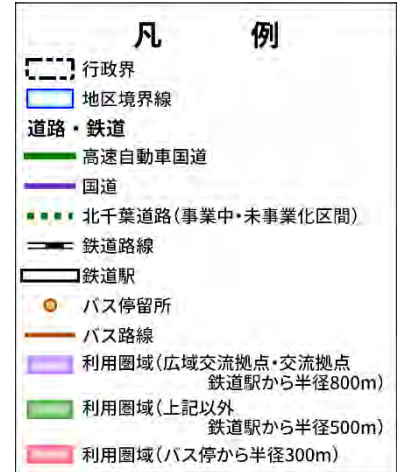 凡 例
行政界
地区境界線
道路・鉄道
高速自動車国道
国道
北千葉道路(事業中・未事業化区間)
鉄道路線
鉄道駅
バス停留所
バス路線
利用圏域(広域交流拠点・交流拠点
鉄道駅から半径800m)
利用圏域(上記以外
鉄道駅から半径500m)
利用圏域(バス停から半径300m)